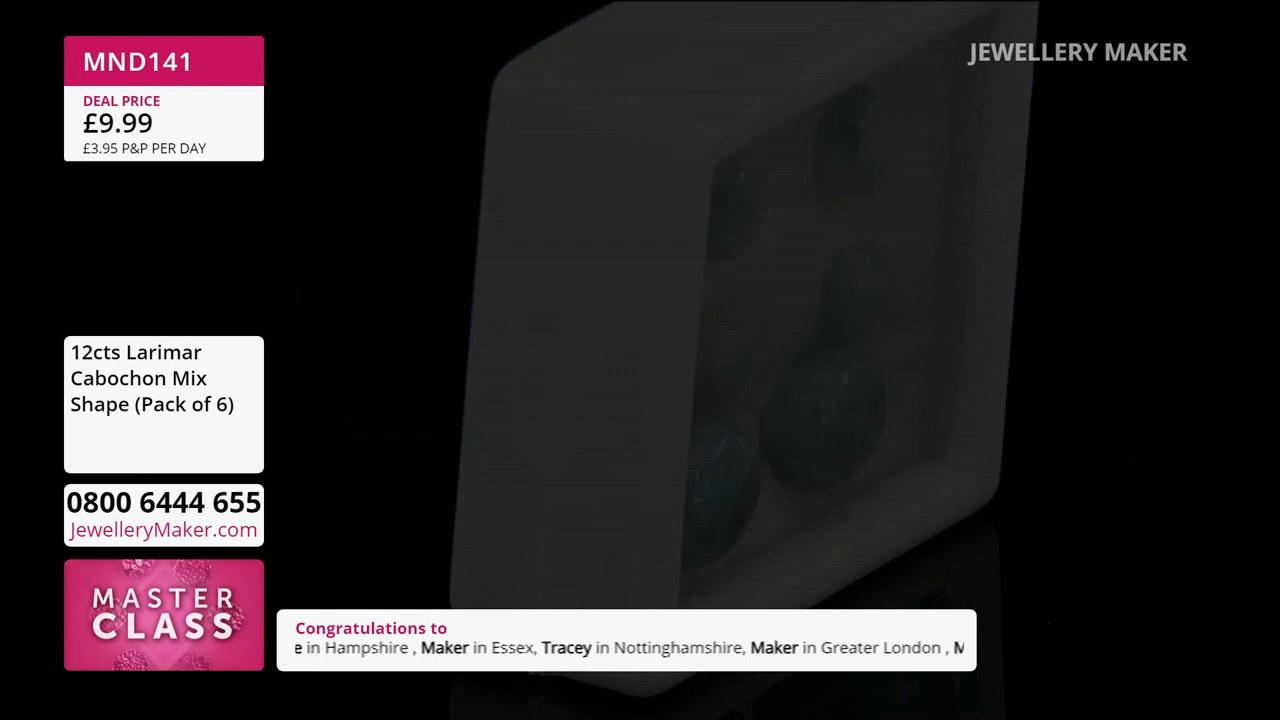 MND141
DEAL PRICE
£9.99
£3.95 P&P PER DAY
JEWELLERY MAKER
12cts Larimar
Cabochon Mix
Shape (Pack of 6)
0800 6444 655
JewelleryMaker.com
MASTER
CLASS
Congratulations to
e in Hampshire , Maker in Essex, Tracey in Nottinghamshire, Maker in Greater London , M